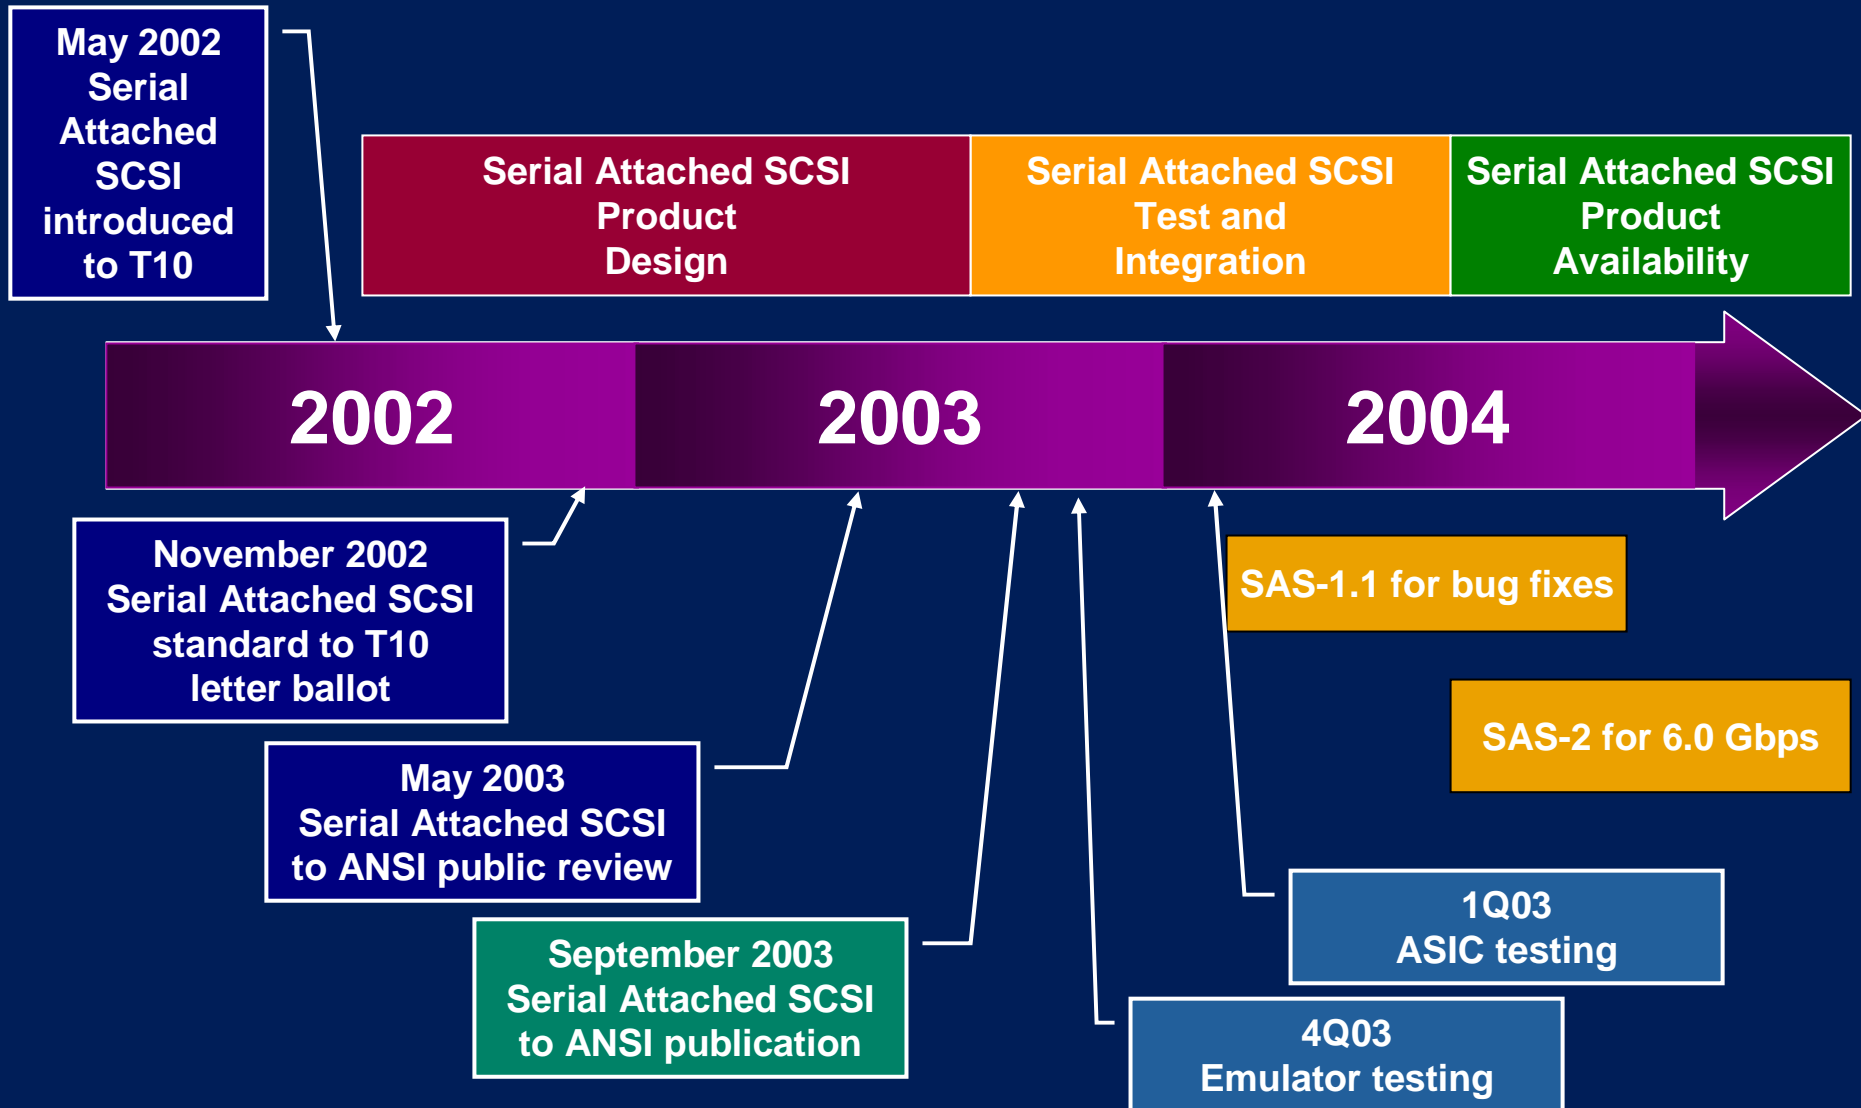 May 2002
Serial
Attached
SCSI
introduced
to T10
Serial Attached SCSI
Product
Design
Serial Attached SCSI
Test and
Integration
Serial Attached SCSI
Product
Availability
2002
2003
2004
November 2002
Serial Attached SCSI
standard to T10
letter ballot
SAS-1.1 for bug fixes
SAS-2 for 6.0 Gbps
May 2003
Serial Attached SCSI
to ANSI public review
1Q03
ASIC testing
September 2003
Serial Attached SCSI
to ANSI publication
4Q03
Emulator testing